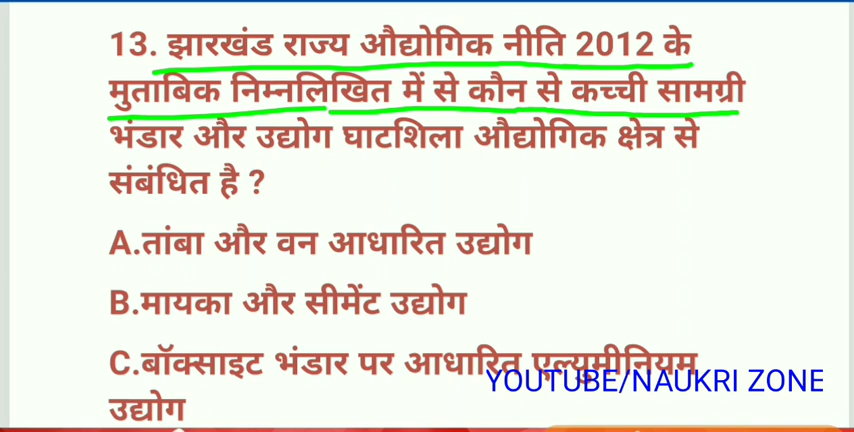 13. झारखंड राज्य औद्योगिक नीति 2012 के
मुताबिक निम्नलिखित में से कौन से कच्ची सामग्री
भंडार और उद्योग घाटशिला औद्योगिक क्षेत्र से
संबंधित है ?
A.तांबा और वन आधारित उद्योग
B.मायका और सीमेंट उद्योग
C.बॉक्साइट भंडार पर आधारित एल्युमीनियम
उद्योग
YOUTUBE/NAUKRI ZONE